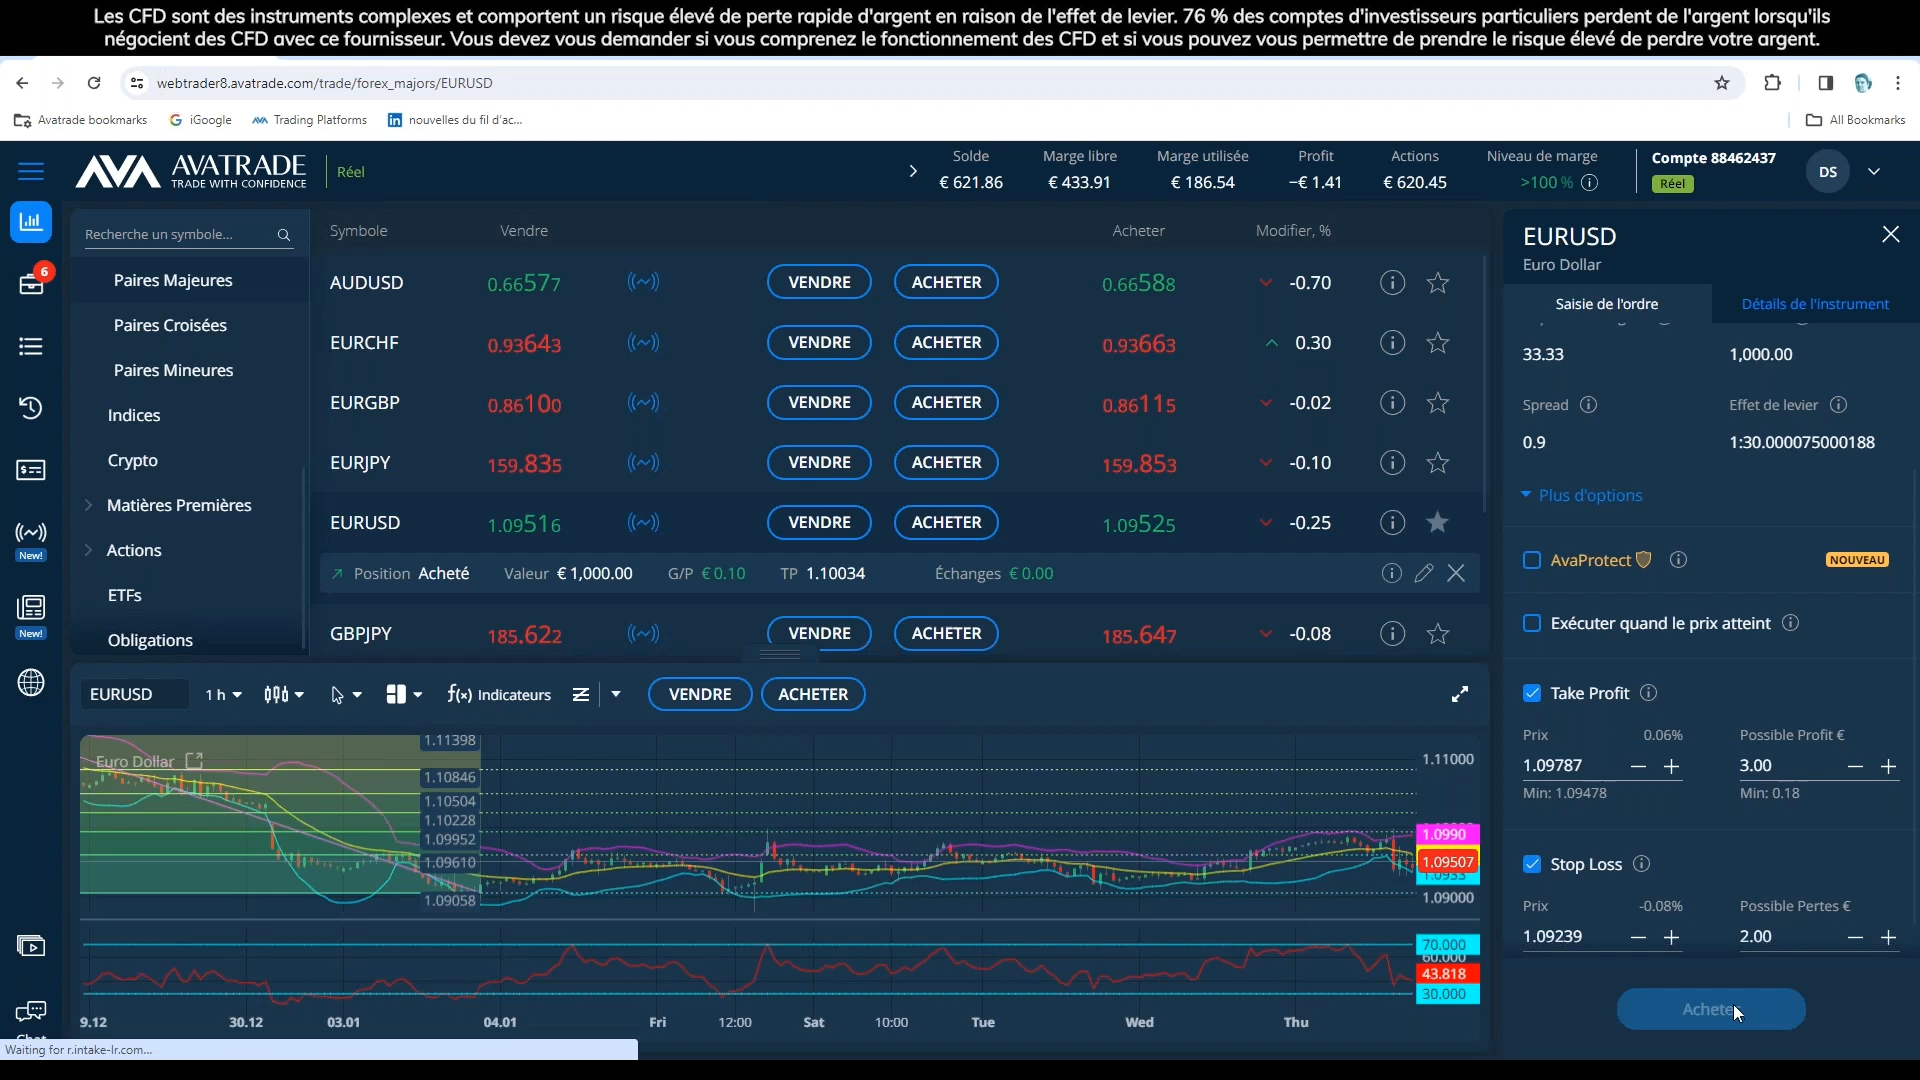 Les CFD sont des instruments complexes et comportent un risque élevé de perte rapide d'argent en raison de l'effet de levier. 76 % des comptes d'investisseurs particuliers perdent de l'argent lorsqu'ils
négocient des CFD avec ce fournisseur. Vous devez vous demander si vous comprenez le fonctionnement des CFD et si vous pouvez vous permettre de prendre le risque élevé de perdre votre argent.
webtrader8.avatrade.com/trade/forex_majors/EURUSD
Avatrade bookmarks iGoogle Trading Platforms nouvelles du fil d'ac... All Bookmarks
AVA AVATRADE
TRADE WITH CONFIDENCE
Réel
Solde Marge libre Marge utilisée Profit Actions Niveau de marge
€ 621.86 € 433.91 € 186.54 −€ 1.41 € 620.45 >100 %
Compte 88462437
Réel
DS
6
New!
New!
Recherche un symbole...
Paires Majeures
Paires Croisées
Paires Mineures
Indices
Crypto
Matières Premières
Actions
ETFs
Obligations
Symbole Vendre Acheter Modifier, %
AUDUSD 0.66577 VENDRE ACHETER 0.66588 -0.70
EURCHF 0.93643 VENDRE ACHETER 0.93663 0.30
EURGBP 0.86100 VENDRE ACHETER 0.86115 -0.02
EURJPY 159.835 VENDRE ACHETER 159.853 -0.10
EURUSD 1.09516 VENDRE ACHETER 1.09525 -0.25
Position Acheté Valeur € 1,000.00 G/P € 0.10 TP 1.10034 Échanges € 0.00
GBPJPY 185.622 VENDRE ACHETER 185.647 -0.08
EURUSD 1 h f(x) Indicateurs VENDRE ACHETER
Euro Dollar
1.11398
1.10846
1.10504
1.10228
1.09952
1.09610
1.09058
1.11000
1.0990
1.09507
1.09000
70.000
60.000
43.818
30.000
9.12 30.12 03.01 04.01 Fri 12:00 Sat 10:00 Tue Wed Thu
EURUSD
Euro Dollar
Saisie de l'ordre Détails de l'instrument
33.33 1,000.00
Spread Effet de levier
0.9 1:30.000075000188
Plus d'options
AvaProtect NOUVEAU
Exécuter quand le prix atteint
Take Profit
Prix 0.06% Possible Profit €
1.09787 3.00
Min: 1.09478 Min: 0.18
Stop Loss
Prix -0.08% Possible Pertes €
1.09239 2.00
Waiting for r.intake-lr.com...